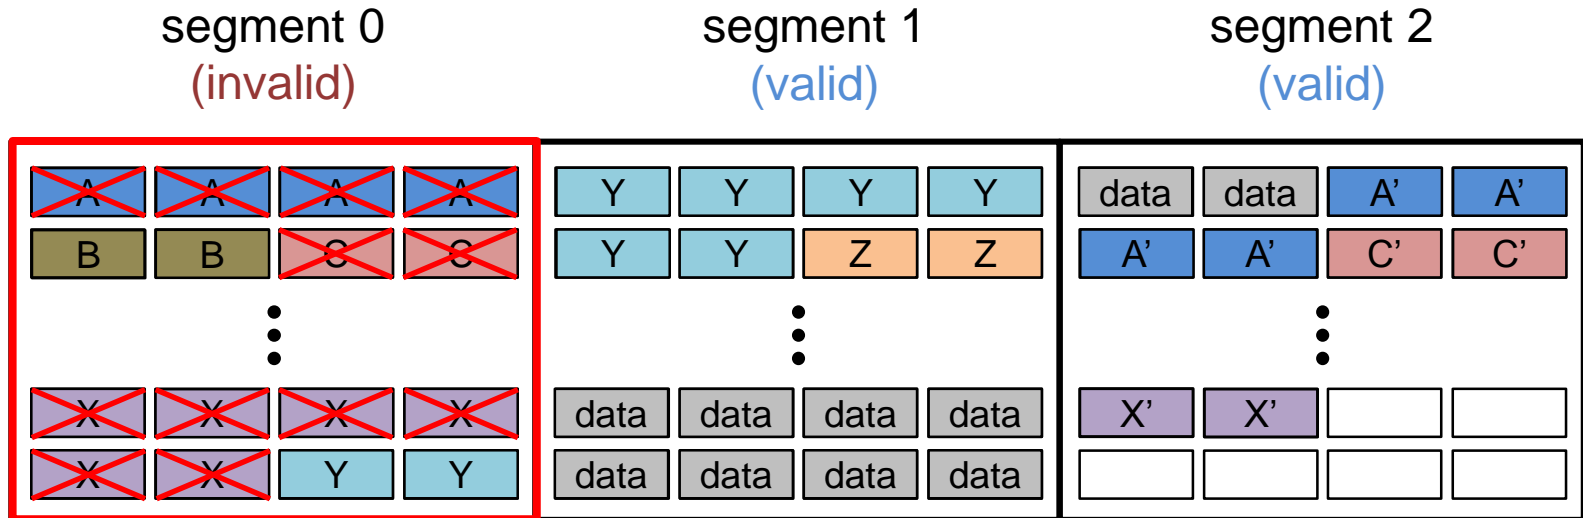 segment 0
(invalid)
A A A A
B B C C
X X X X
X X Y Y
segment 1
(valid)
Y Y Y Y
Y Y Z Z
data data data data
data data data data
segment 2
(valid)
data data A’ A’
A’ A’ C’ C’
X’ X’